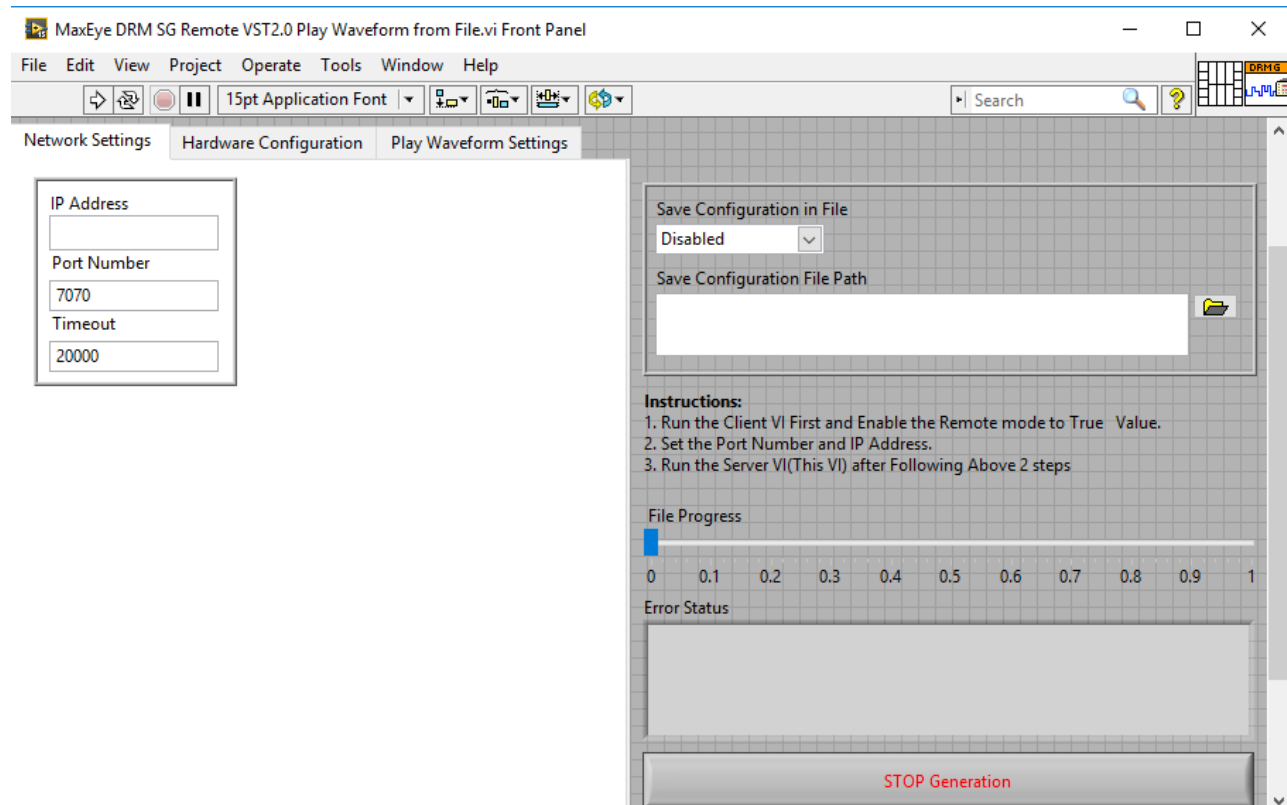 MaxEye DRM SG Remote VST2.0 Play Waveform from File.vi Front Panel
File Edit View Project Operate Tools Window Help
15pt Application Font
Search
DRMG
Network Settings Hardware Configuration Play Waveform Settings
IP Address
Port Number
7070
Timeout
20000
Save Configuration in File
Disabled
Save Configuration File Path
Instructions:
1. Run the Client VI First and Enable the Remote mode to True Value.
2. Set the Port Number and IP Address.
3. Run the Server VI(This VI) after Following Above 2 steps
File Progress
0 0.1 0.2 0.3 0.4 0.5 0.6 0.7 0.8 0.9 1
Error Status
STOP Generation